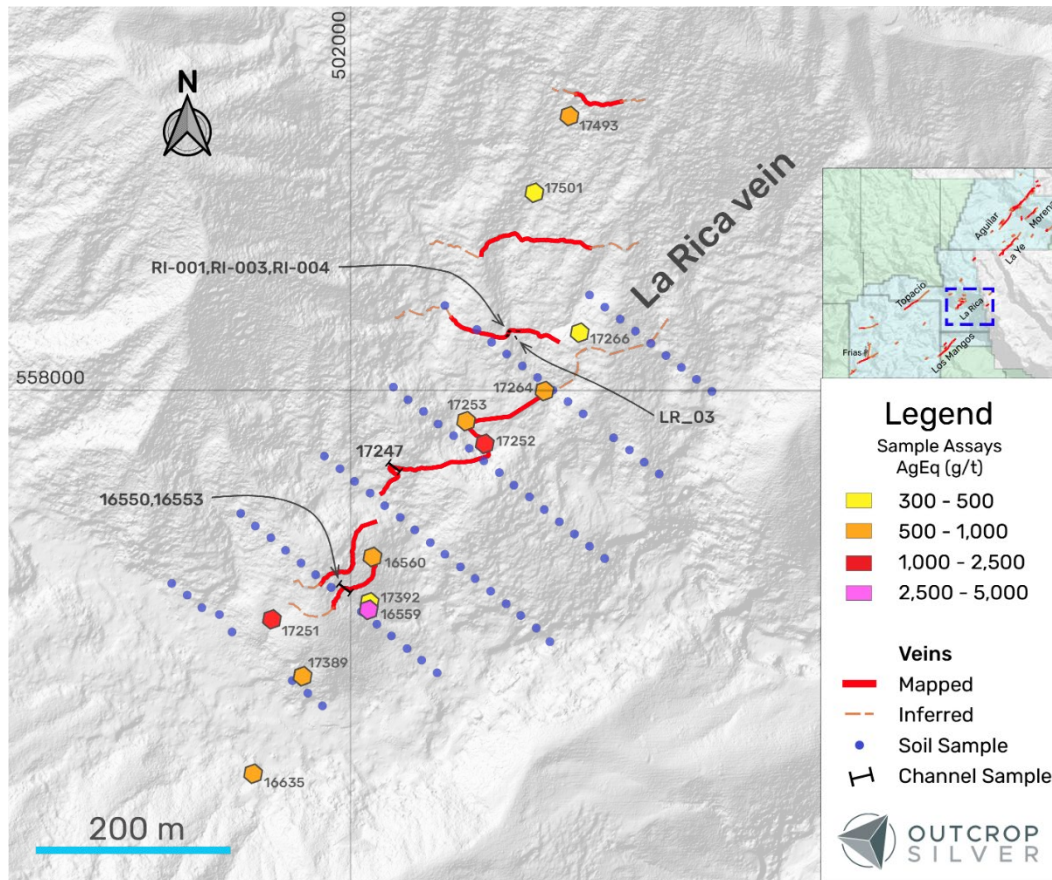 502000
N
17493
17501
La Rica vein
RI-001,RI-003,RI-004
17266
558000
17264
17253
17252
LR_03
17247
16550,16553
16560
17392
16559
17251
17389
16635
200 m
Aguilar
Moreno
La Ye
Topacio
La Rica
Frias
Los Mangos
Legend
Sample Assays
AgEq (g/t)
300 - 500
500 - 1,000
1,000 - 2,500
2,500 - 5,000
Veins
Mapped
Inferred
Soil Sample
Channel Sample
OUTCROP
SILVER